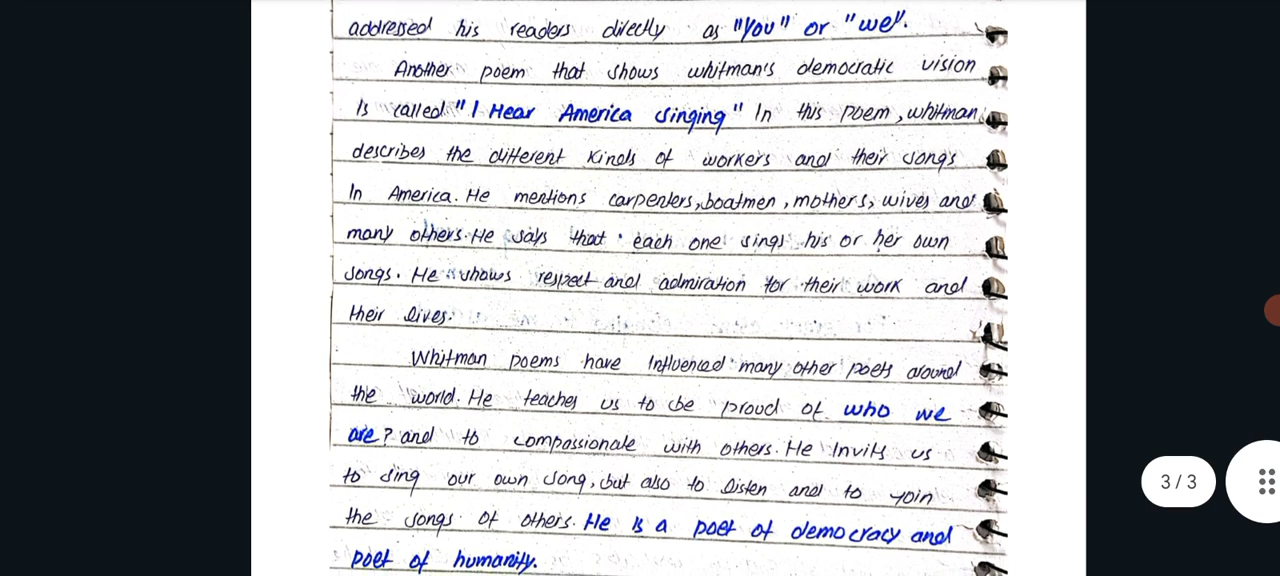 addressed his readers directly as "you" or "we".
Another poem that shows whitman's democratic vision
Is called "I Hear America singing" In this poem, whitman
describes the different kinds of workers and their songs
In America. He mentions carpenters, boatmen, mothers, wives and
many others. He says that each one sings his or her own
songs. He shows respect and admiration for their work and
their lives.
Whitman poems have Influenced many other poets around
the world. He teaches us to be proud of who we
are? and to compassionate with others. He Invits us
to sing our own song, but also to listen and to yoin
the songs of others. He is a poet of democracy and
poet of humanity.
3 / 3